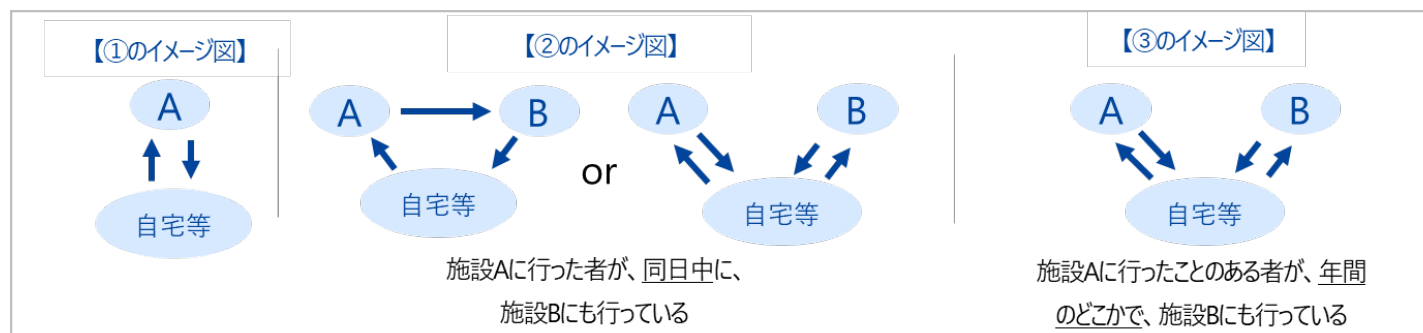 【①のイメージ図】
A
自宅等
【②のイメージ図】
A
B
自宅等
or
A
B
自宅等
施設Aに行った者が、同日中に、
施設Bにも行っている
【③のイメージ図】
A
B
自宅等
施設Aに行ったことのある者が、年間
のどこかで、施設Bにも行っている